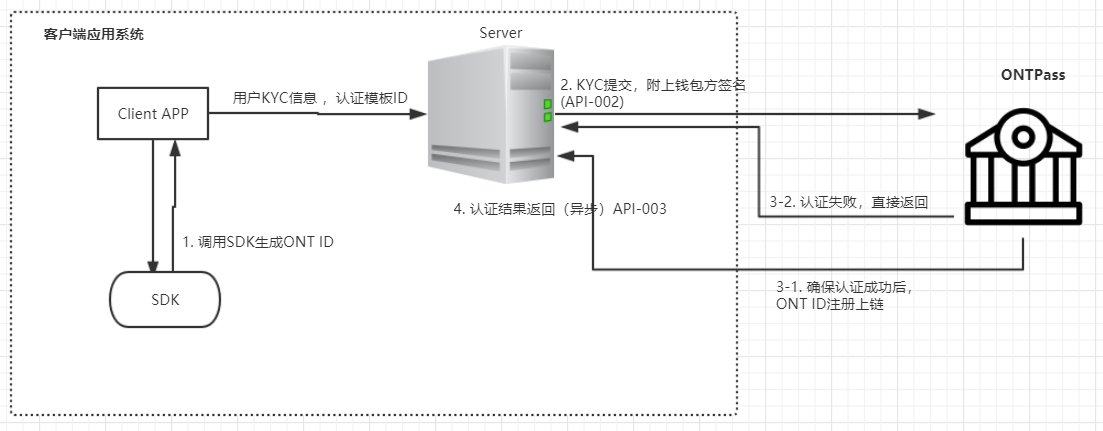 客户端应用系统
Server
ONTPass
用户KYC信息 ，认证模板ID
2. KYC提交，附上钱包方签名
(API-002)
Client APP
3-2. 认证失败，直接返回
4. 认证结果返回（异步）API-003
1. 调用SDK生成ONT ID
3-1. 确保认证成功后，
ONT ID注册上链
SDK